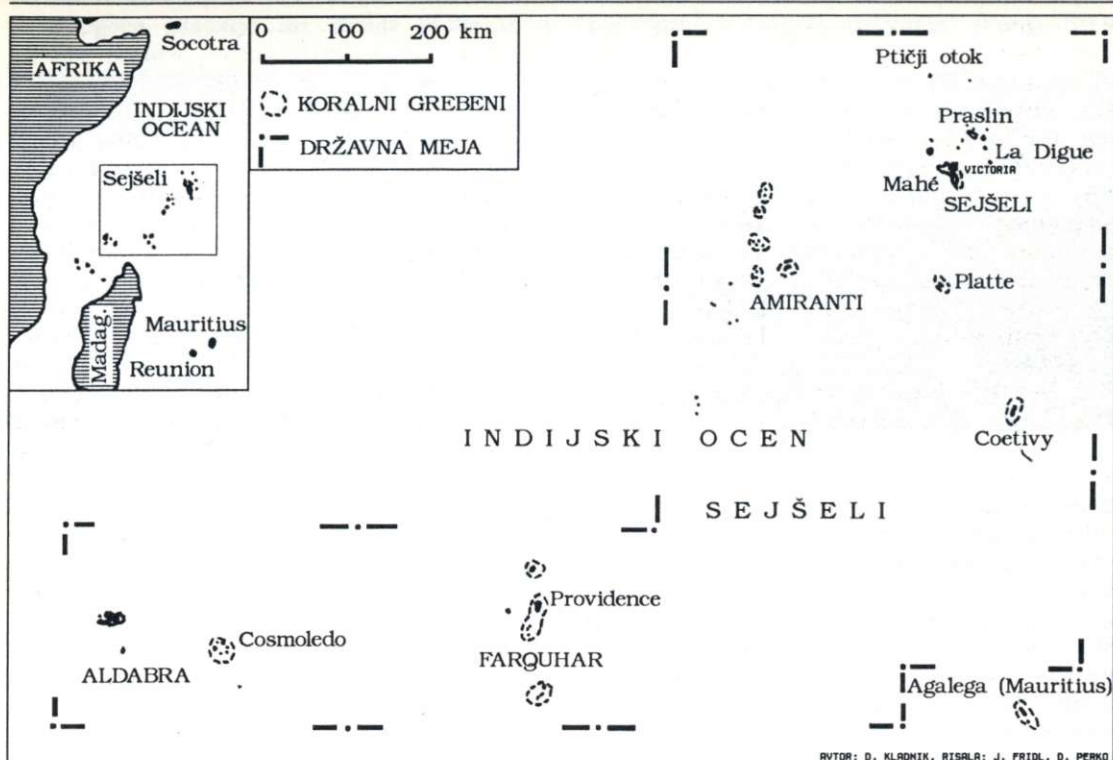 Socotra
AFRIKA
INDIJSKI
OCEAN
Sejšeli
Madag.
Mauritius
Reunion
0 100 200 km
KORALNI GREBENI
DRŽAVNA MEJA
Ptičji otok
Praslin
La Digue
VICTORIA
Mahé
SEJŠELI
AMIRANTI
Platte
Coetivy
INDIJSKI OCEN
SEJŠELI
Providence
Cosmoledo
ALDABRA
FARQUHAR
Agalega (Mauritius)
AVTOR: D. KLADNIK, RISALA: J. FRIDL, D. PERKO